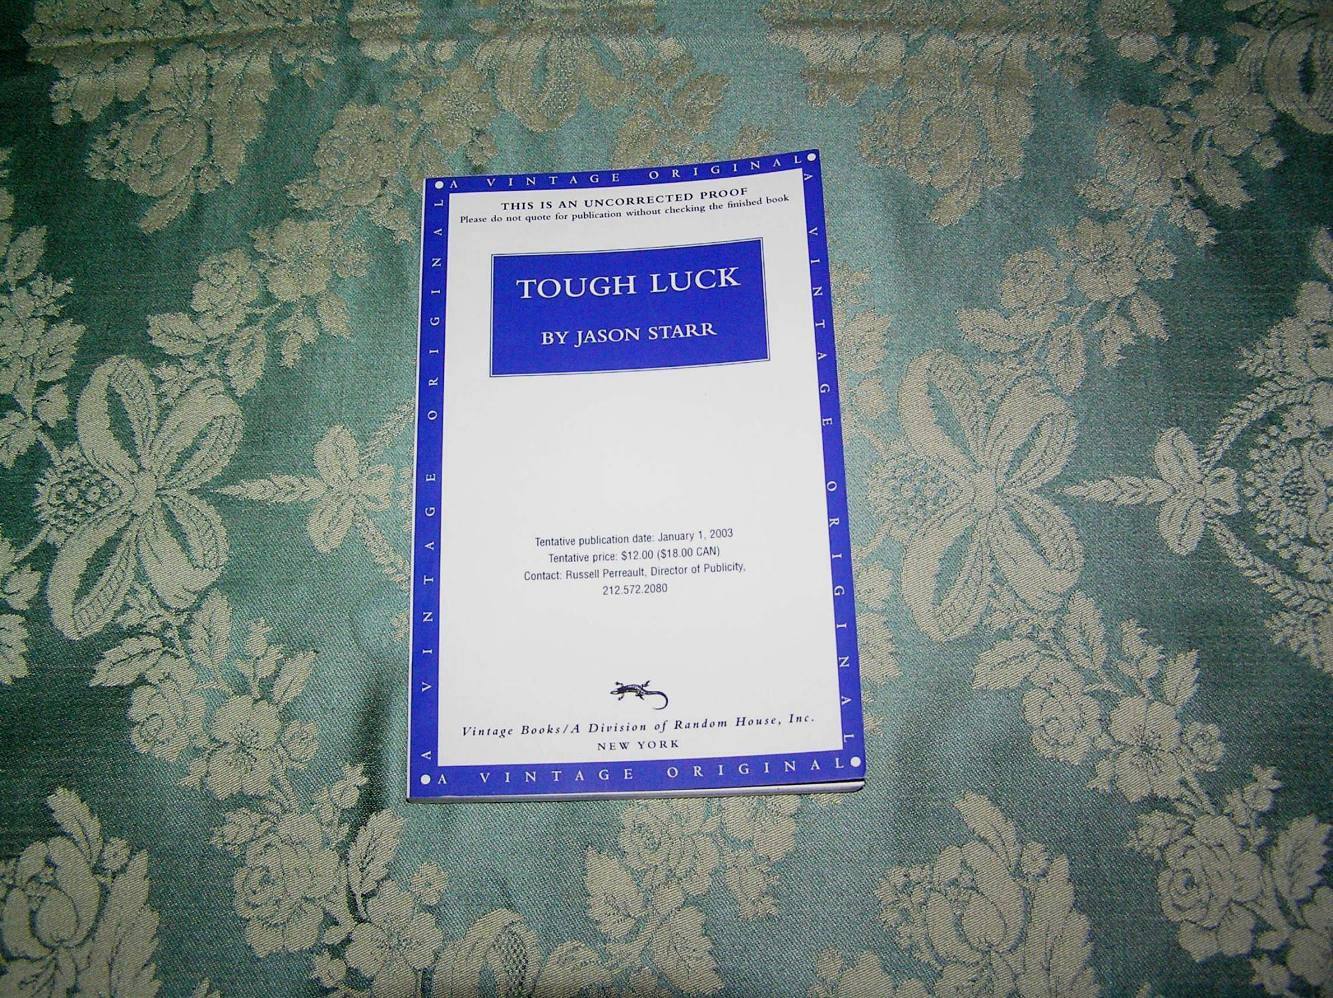 A VINTAGE ORIGINAL
THIS IS AN UNCORRECTED PROOF
Please do not quote for publication without checking the finished book
TOUGH LUCK
BY JASON STARR
A VINTAGE ORIGINAL
A VINTAGE ORIGINAL
Tentative publication date: January 1, 2003
Tentative price: $12.00 ($18.00 CAN)
Contact: Russell Perreault, Director of Publicity,
212.572.2080
Vintage Books/A Division of Random House, Inc.
NEW YORK
A VINTAGE ORIGINAL